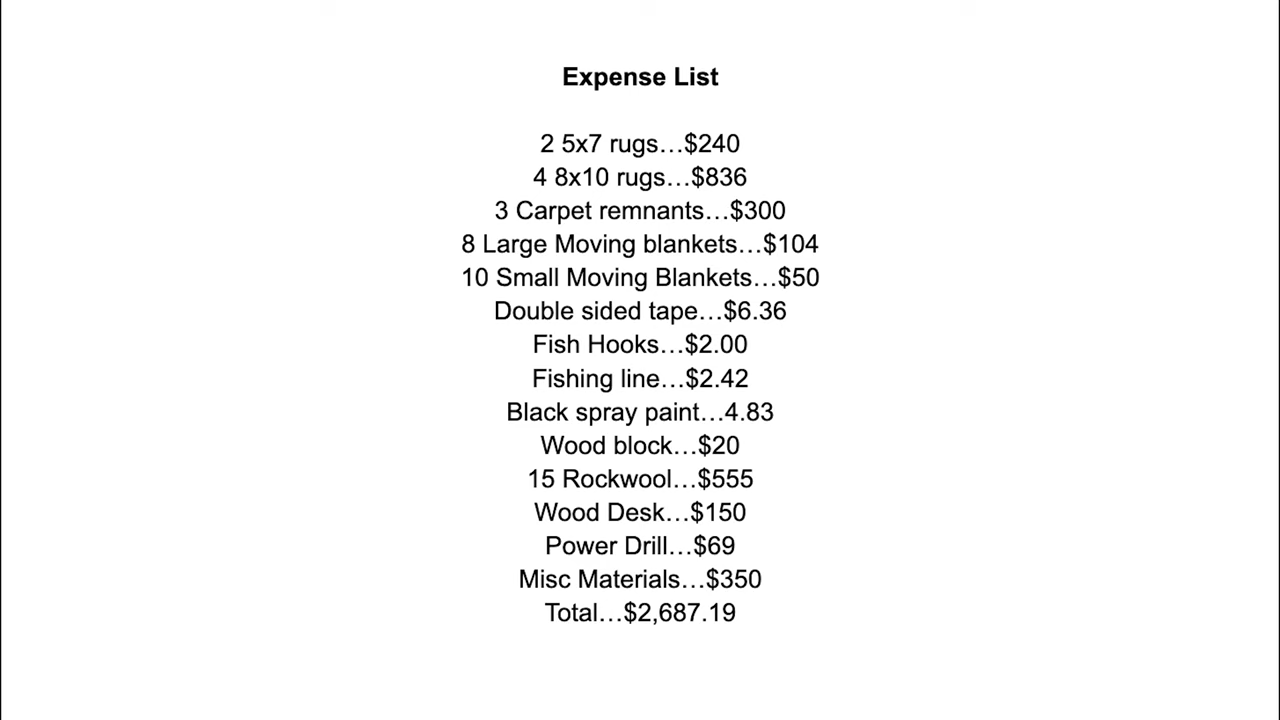 Expense List
2 5x7 rugs…$240
4 8x10 rugs…$836
3 Carpet remnants…$300
8 Large Moving blankets…$104
10 Small Moving Blankets…$50
Double sided tape…$6.36
Fish Hooks…$2.00
Fishing line…$2.42
Black spray paint…4.83
Wood block…$20
15 Rockwool…$555
Wood Desk…$150
Power Drill…$69
Misc Materials…$350
Total…$2,687.19